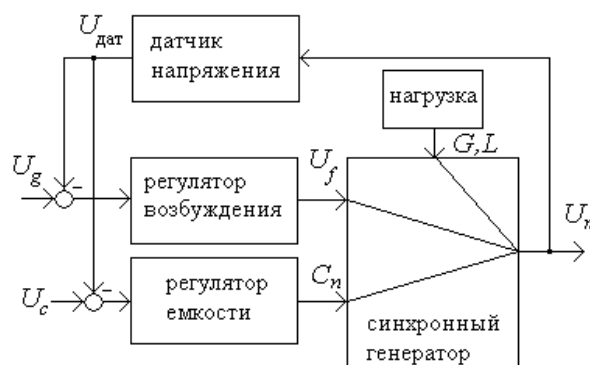 U_дат
датчик
напряжения
нагрузка
G,L
U_g
-
регулятор
возбуждения
U_f
U_n
U_c
-
регулятор
емкости
C_n
синхронный
генератор